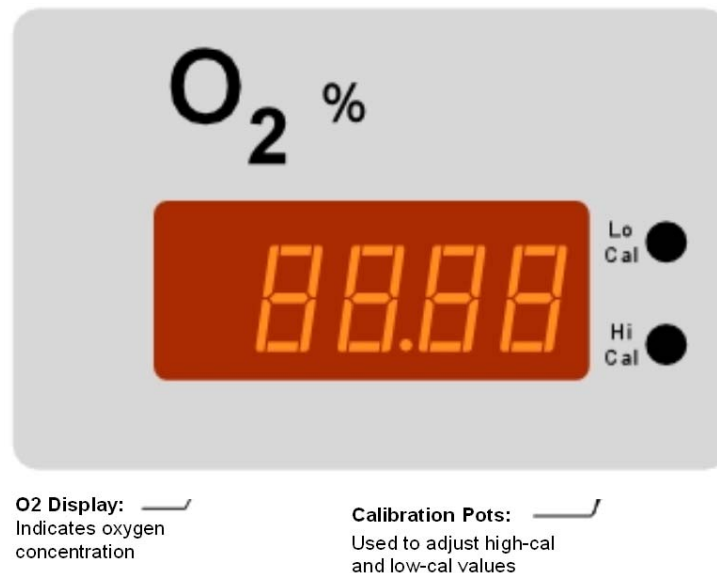 O2 %
88.88
Lo
Cal
Hi
Cal
O2 Display:
Indicates oxygen
concentration
Calibration Pots:
Used to adjust high-cal
and low-cal values